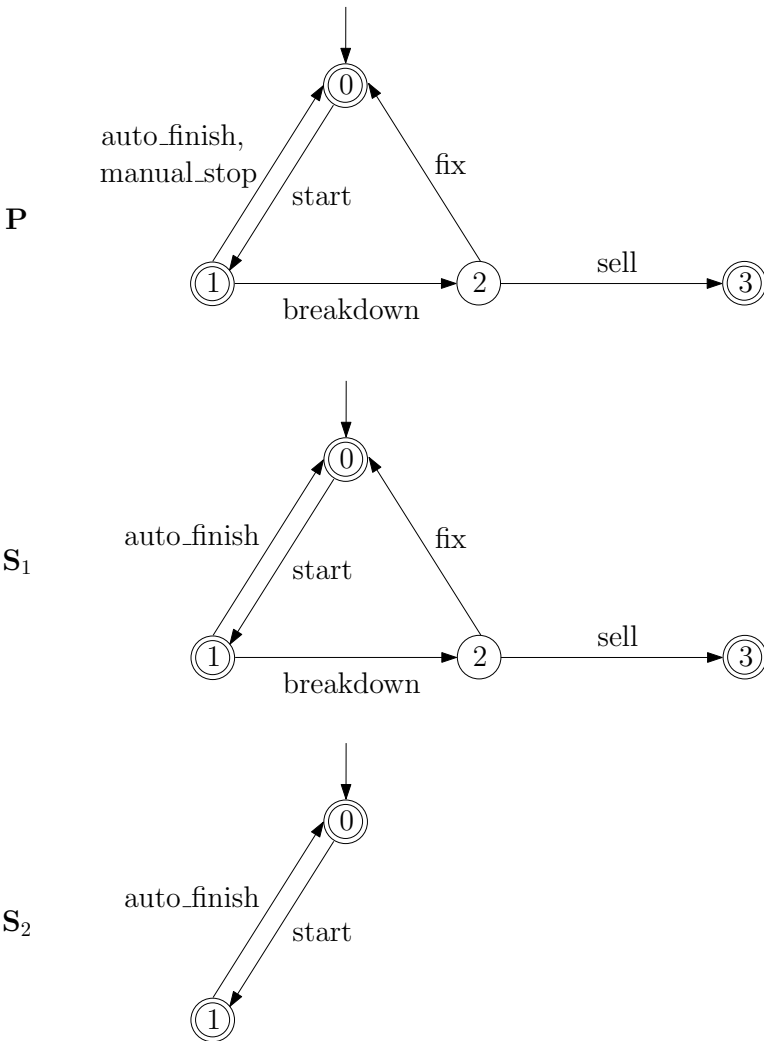 0
auto_finish,
manual_stop
fix
start
P
sell
1
2
3
breakdown
0
auto_finish
fix
start
S1
sell
1
2
3
breakdown
0
auto_finish
start
S2
1